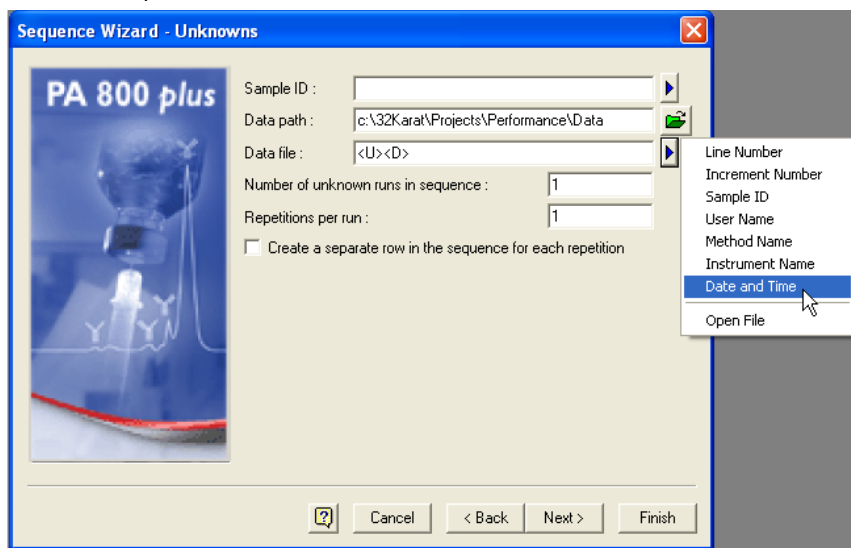 Sequence Wizard - Unknowns
PA 800 plus
Sample ID :
Data path : c:\32Karat\Projects\Performance\Data
Data file : <U><D>
Number of unknown runs in sequence : 1
Repetitions per run : 1
Create a separate row in the sequence for each repetition
Line Number
Increment Number
Sample ID
User Name
Method Name
Instrument Name
Date and Time
Open File
Cancel < Back Next > Finish